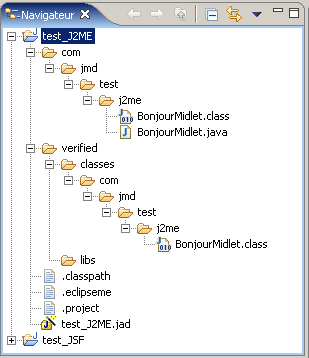 Navigateur
test_J2ME
com
jmd
test
j2me
BonjourMidlet.class
BonjourMidlet.java
verified
classes
com
jmd
test
j2me
BonjourMidlet.class
libs
.classpath
.eclipseme
.project
test_J2ME.jad
test_JSF